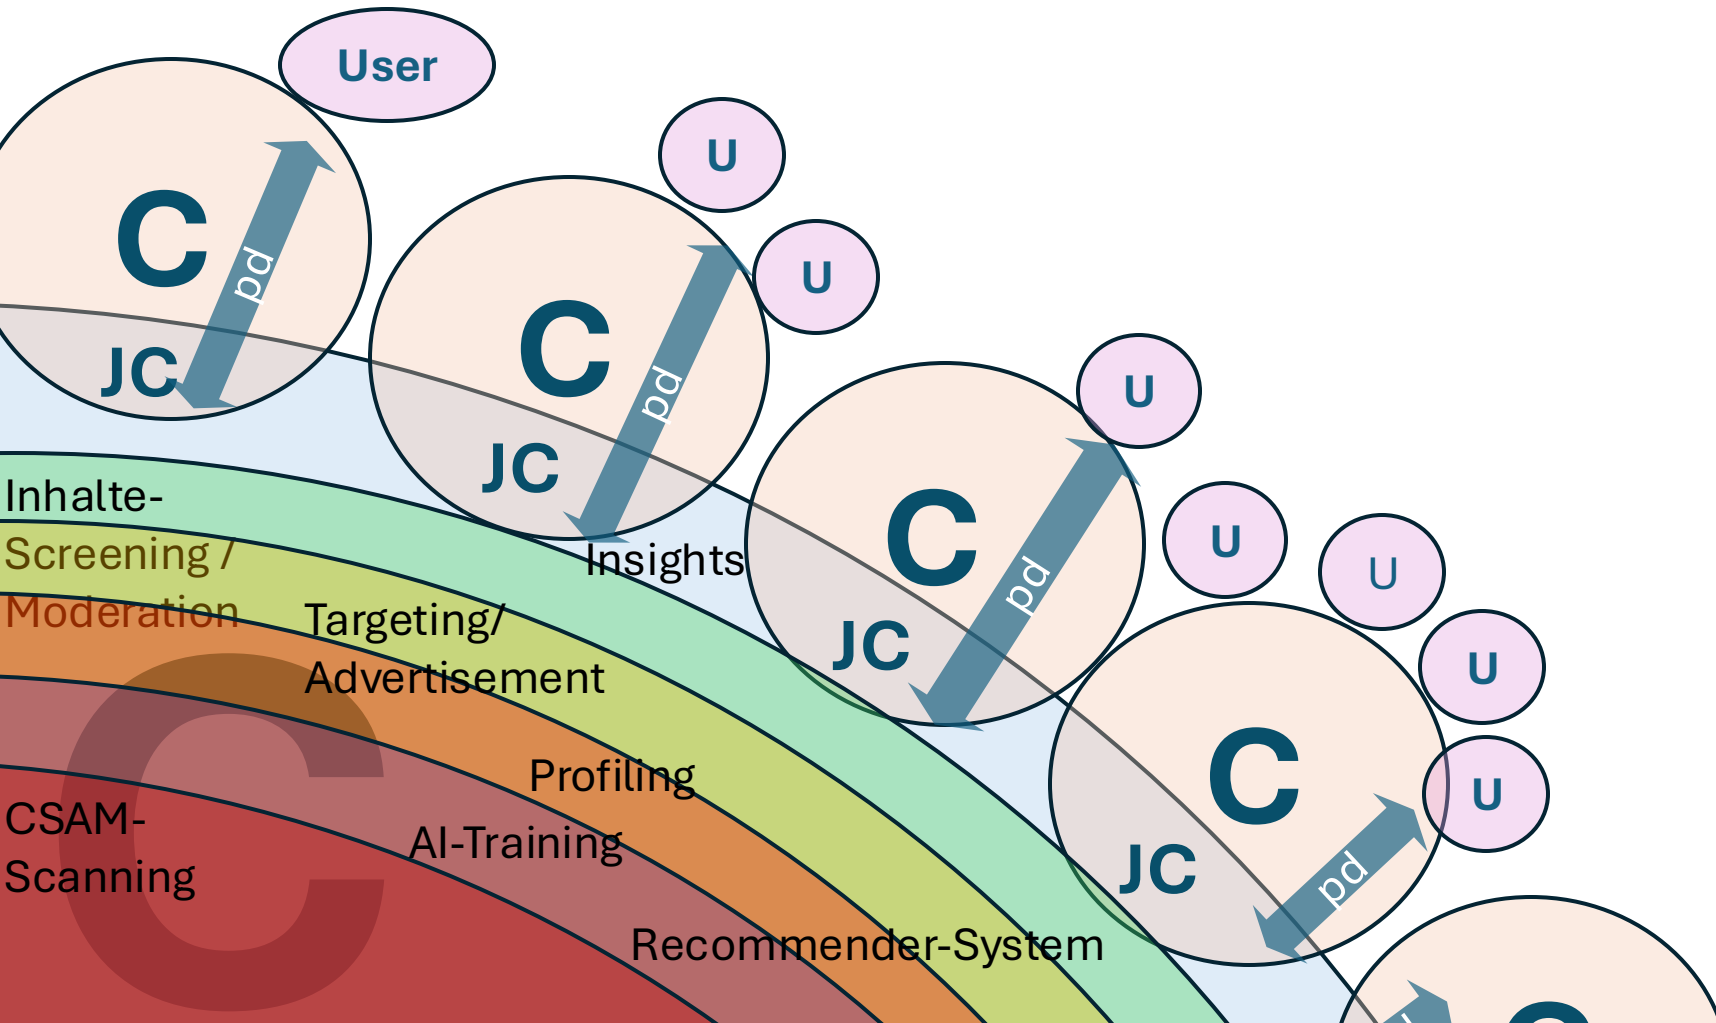 User
U
U
C
pd
JC
C
pd
JC
U
C
pd
JC
U
U
U
U
C
pd
JC
C
Inhalte-
Screening /
Moderation
Insights
Targeting/
Advertisement
Profiling
AI-Training
Recommender-System
C
CSAM-
Scanning